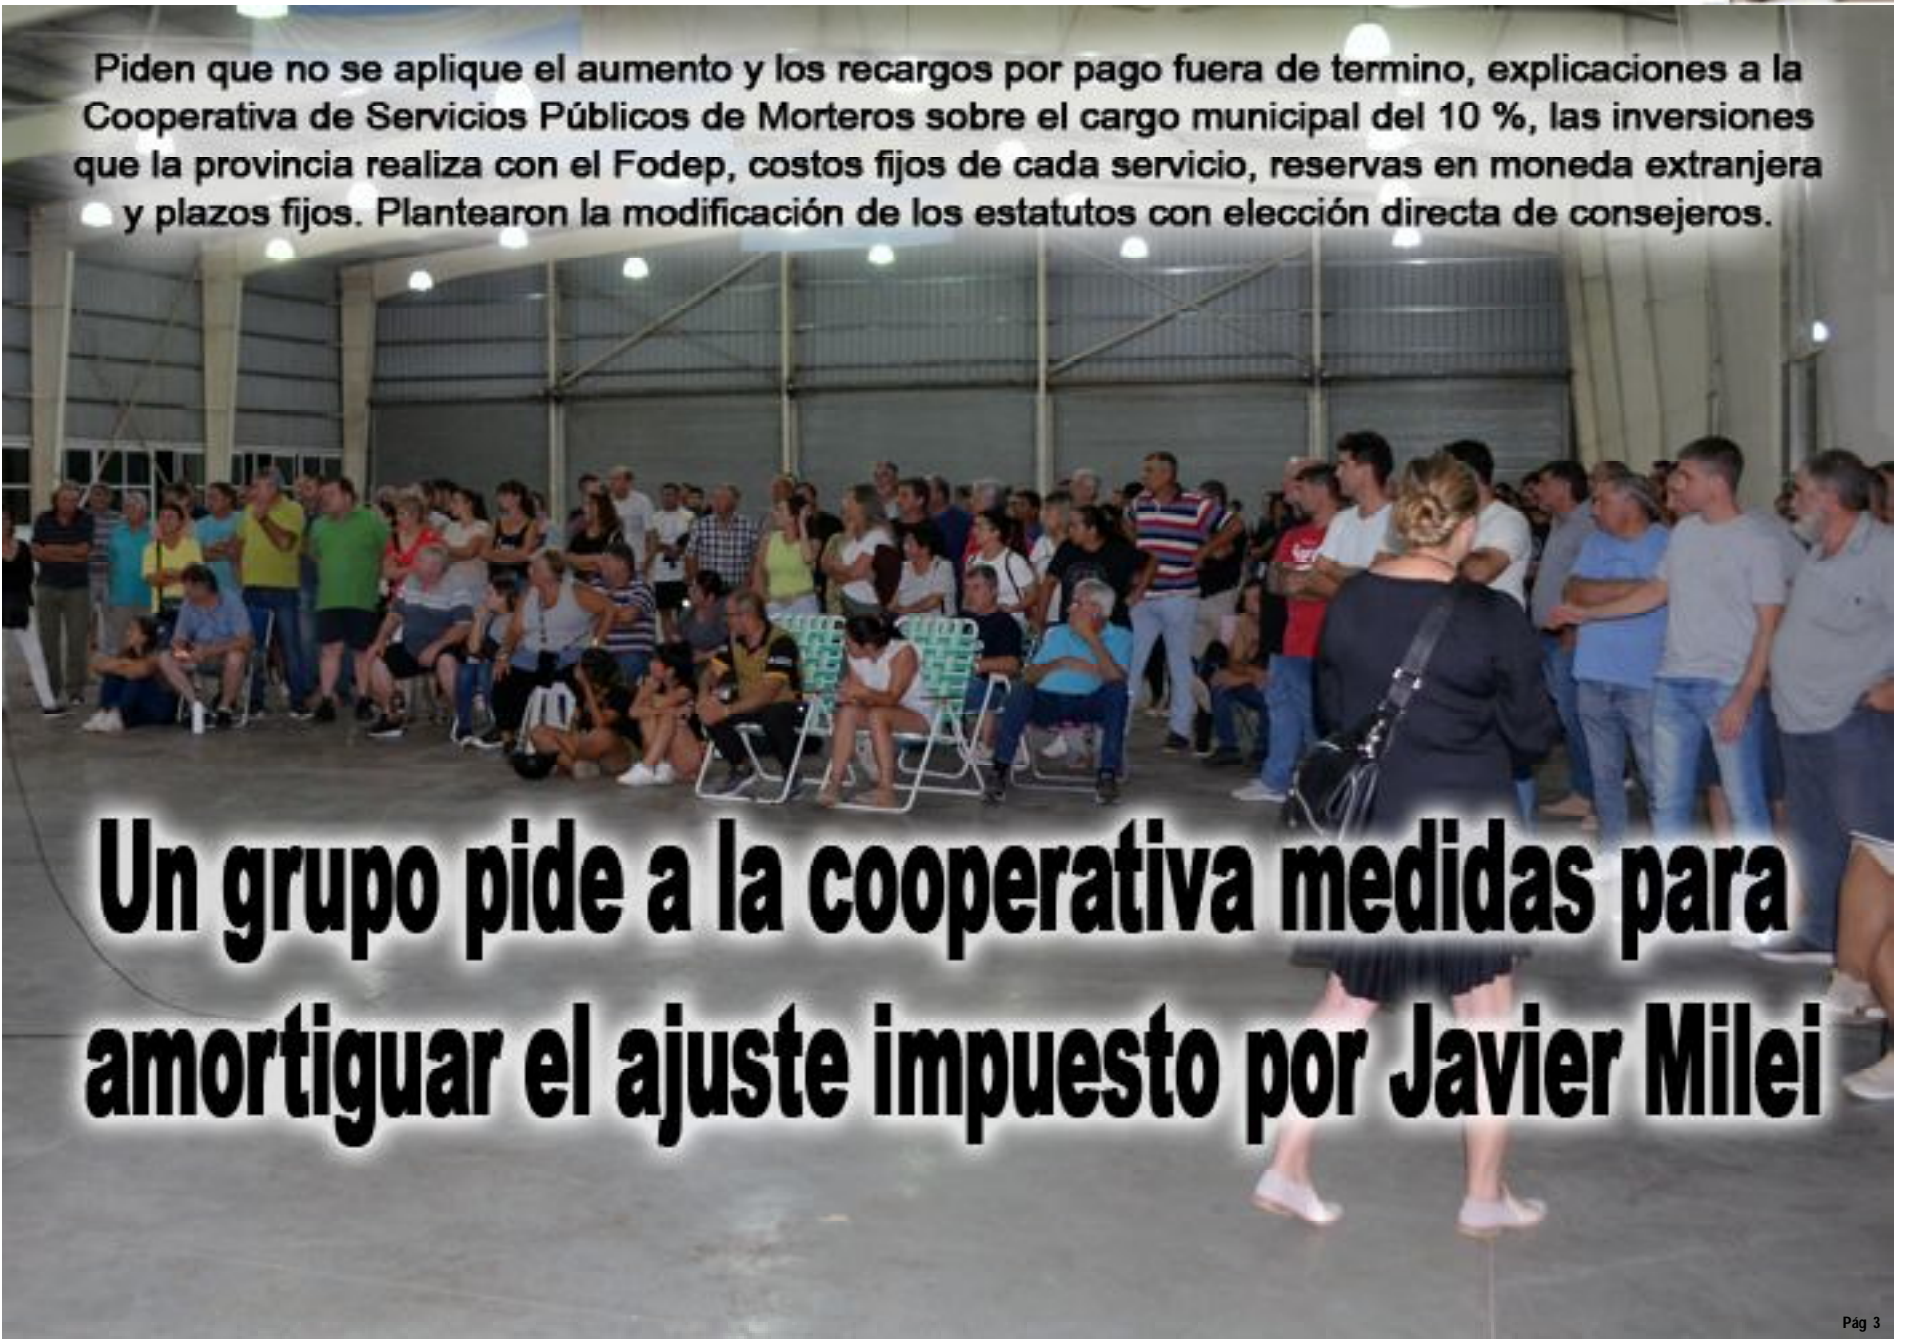 Piden que no se aplique el aumento y los recargos por pago fuera de termino, explicaciones a la
Cooperativa de Servicios Públicos de Morteros sobre el cargo municipal del 10 %, las inversiones
que la provincia realiza con el Fodep, costos fijos de cada servicio, reservas en moneda extranjera
y plazos fijos. Plantearon la modificación de los estatutos con elección directa de consejeros.
Un grupo pide a la cooperativa medidas para
amortiguar el ajuste impuesto por Javier Milei
Pág 3